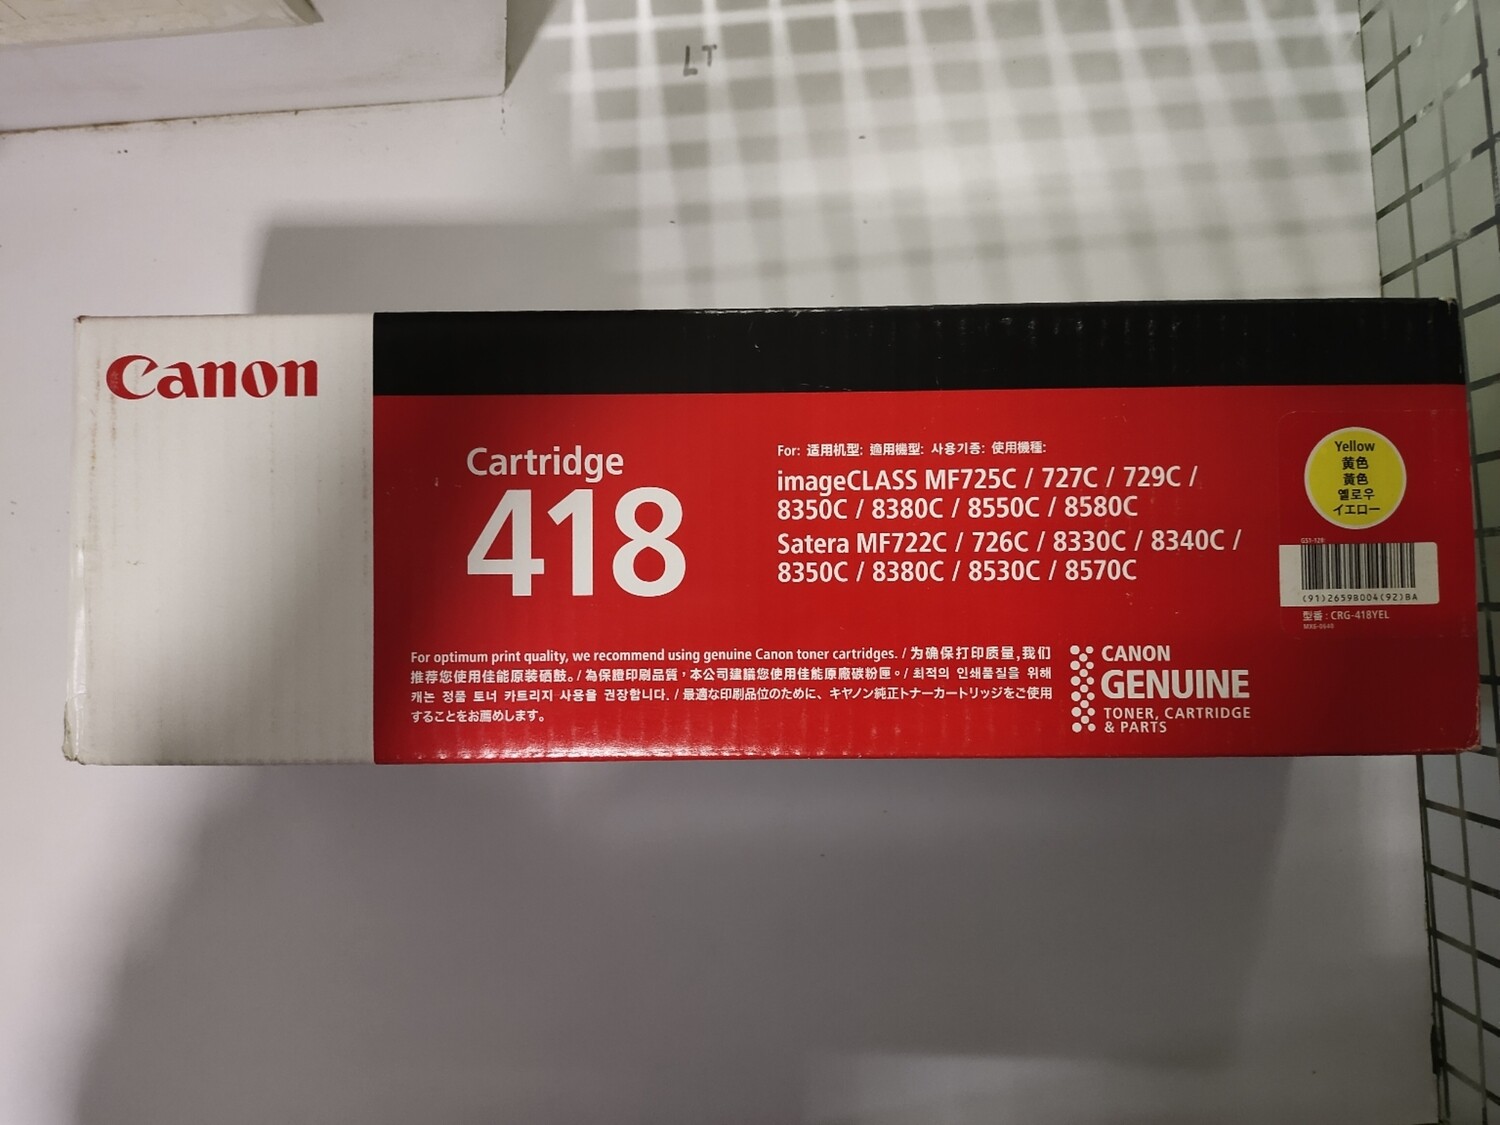 LT
Canon
Cartridge
418
For: 适用机型: 適用機型: 사용기종: 使用機種:
imageCLASS MF725C / 727C / 729C /
8350C / 8380C / 8550C / 8580C
Satera MF722C / 726C / 8330C / 8340C /
8350C / 8380C / 8530C / 8570C
Yellow
黄色
黃色
옐로우
イエロー
GS1-128
(91)2659B004(92)BA
型番 : CRG-418YEL
For optimum print quality, we recommend using genuine Canon toner cartridges. / 为确保打印质量,我们
推荐您使用佳能原装硒鼓。/ 為保證印刷品質，本公司建議您使用佳能原廠碳粉匣。/ 최적의 인쇄품질을 위해
캐논 정품 토너 카트리지 사용을 권장합니다. / 最適な印刷品位のために、キヤノン純正トナーカートリッジをご使用
することをお薦めします。
CANON
GENUINE
TONER, CARTRIDGE
& PARTS